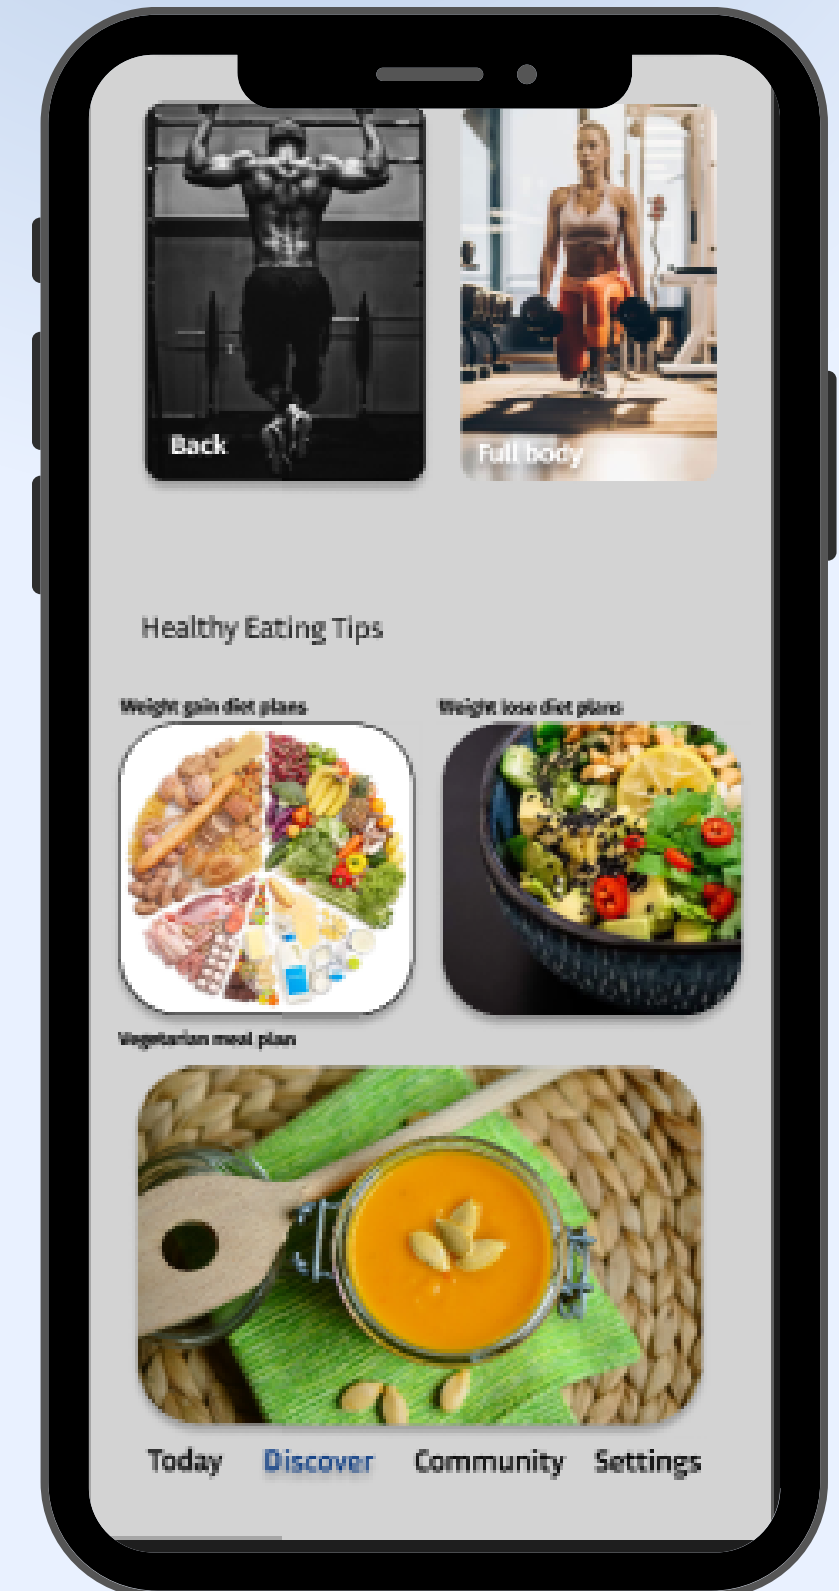 Back
Full body
Healthy Eating Tips
Weight gain diet plans
Weight lose diet plans
Vegetarian meal plan
Today
Discover
Community
Settings